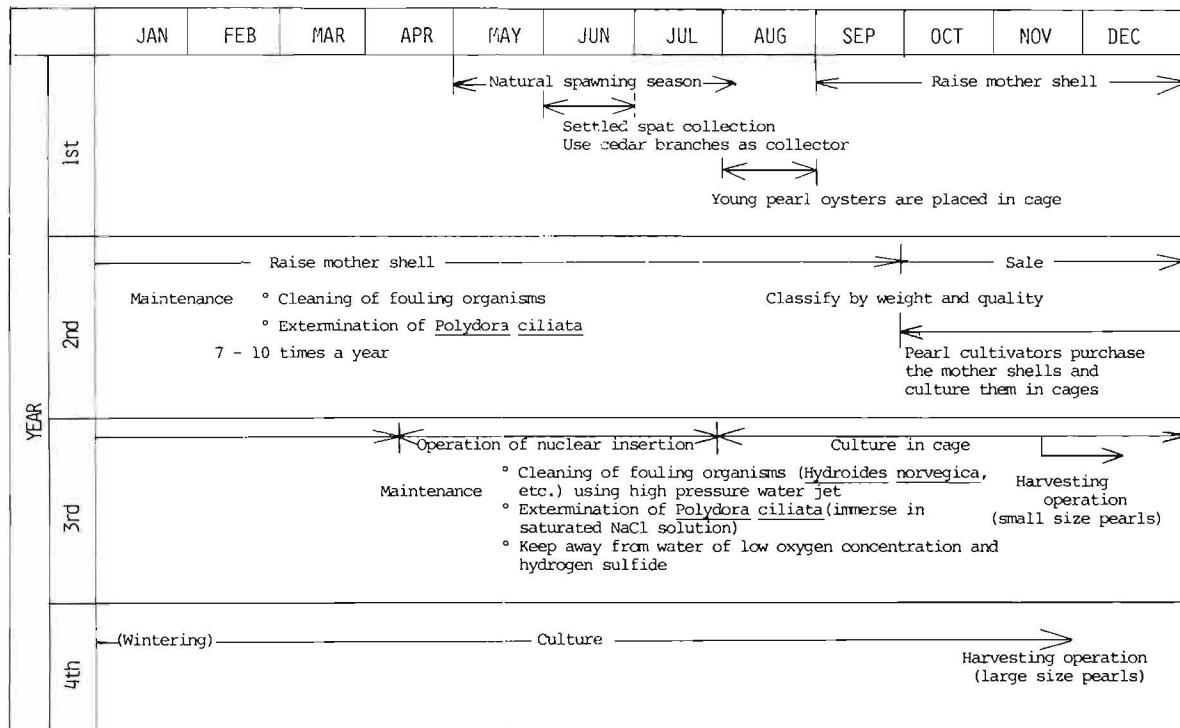 JAN FEB MAR APR MAY JUN JUL AUG SEP OCT NOV DEC
YEAR
1st
Natural spawning season
Raise mother shell
Settled spat collection
Use cedar branches as collector
Young pearl oysters are placed in cage
2nd
Raise mother shell
Sale
Maintenance ° Cleaning of fouling organisms
° Extermination of Polydora ciliata
7 - 10 times a year
Classify by weight and quality
Pearl cultivators purchase
the mother shells and
culture them in cages
3rd
Operation of nuclear insertion
Culture in cage
Maintenance ° Cleaning of fouling organisms (Hydroides norvegica,
etc.) using high pressure water jet
° Extermination of Polydora ciliata(immerse in
saturated NaCl solution)
° Keep away from water of low oxygen concentration and
hydrogen sulfide
Harvesting
operation
(small size pearls)
4th
(Wintering)
Culture
Harvesting operation
(large size pearls)